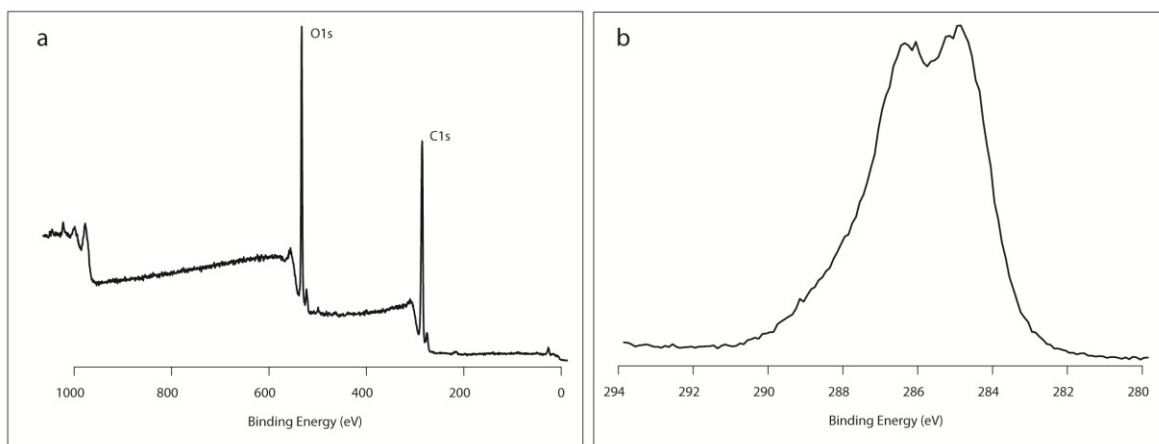 a
O1s
C1s
1000 800 600 400 200 0
Binding Energy (eV)
b
294 292 290 288 286 284 282 280
Binding Energy (eV)